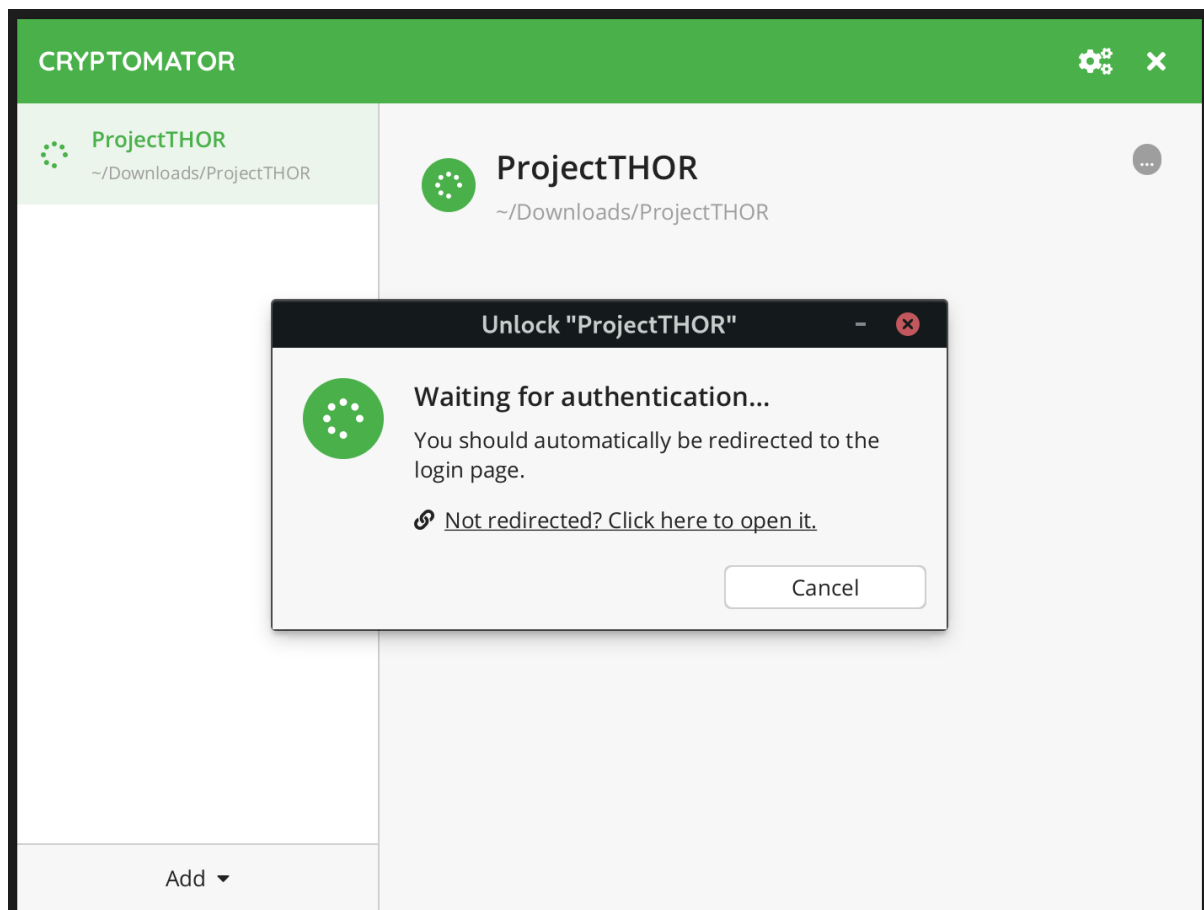 CRYPTOMATOR
ProjectTHOR
~/Downloads/ProjectTHOR
ProjectTHOR
...
~/Downloads/ProjectTHOR
Unlock "ProjectTHOR"
Waiting for authentication...
You should automatically be redirected to the
login page.
Not redirected? Click here to open it.
Cancel
Add